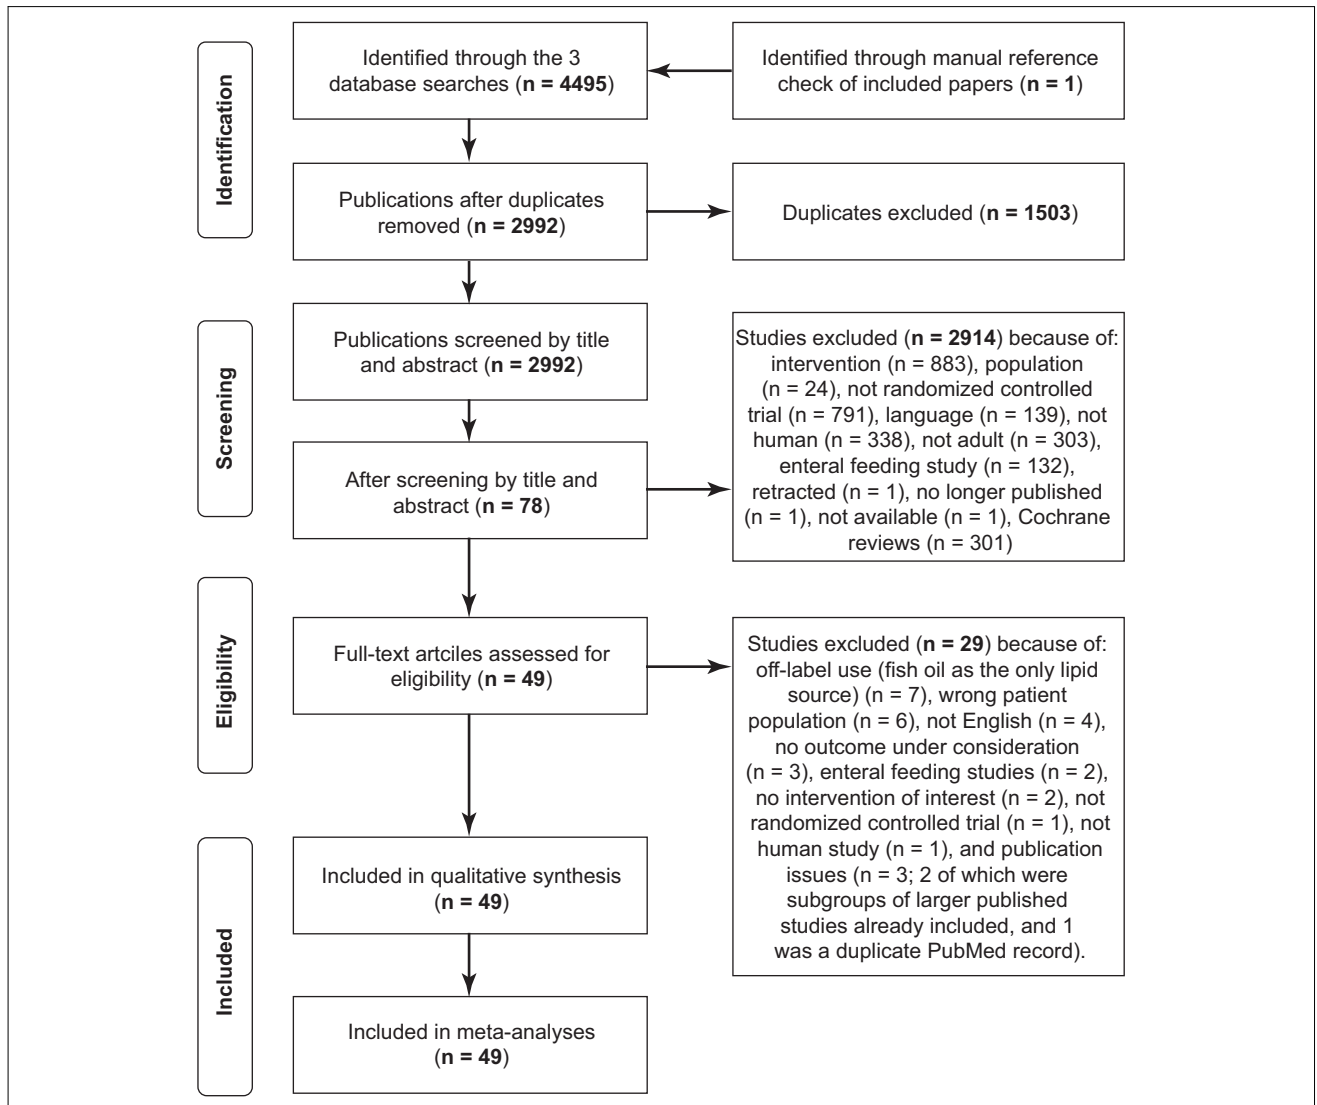 Identification
Identified through the 3
database searches (n = 4495)
Identified through manual reference
check of included papers (n = 1)
Publications after duplicates
removed (n = 2992)
Duplicates excluded (n = 1503)
Screening
Publications screened by title
and abstract (n = 2992)
After screening by title and
abstract (n = 78)
Studies excluded (n = 2914) because of:
intervention (n = 883), population
(n = 24), not randomized controlled
trial (n = 791), language (n = 139), not
human (n = 338), not adult (n = 303),
enteral feeding study (n = 132),
retracted (n = 1), no longer published
(n = 1), not available (n = 1), Cochrane
reviews (n = 301)
Eligibility
Full-text artciles assessed for
eligibility (n = 49)
Studies excluded (n = 29) because of:
off-label use (fish oil as the only lipid
source) (n = 7), wrong patient
population (n = 6), not English (n = 4),
no outcome under consideration
(n = 3), enteral feeding studies (n = 2),
no intervention of interest (n = 2), not
randomized controlled trial (n = 1), not
human study (n = 1), and publication
issues (n = 3; 2 of which were
subgroups of larger published
studies already included, and 1
was a duplicate PubMed record).
Included
Included in qualitative synthesis
(n = 49)
Included in meta-analyses
(n = 49)